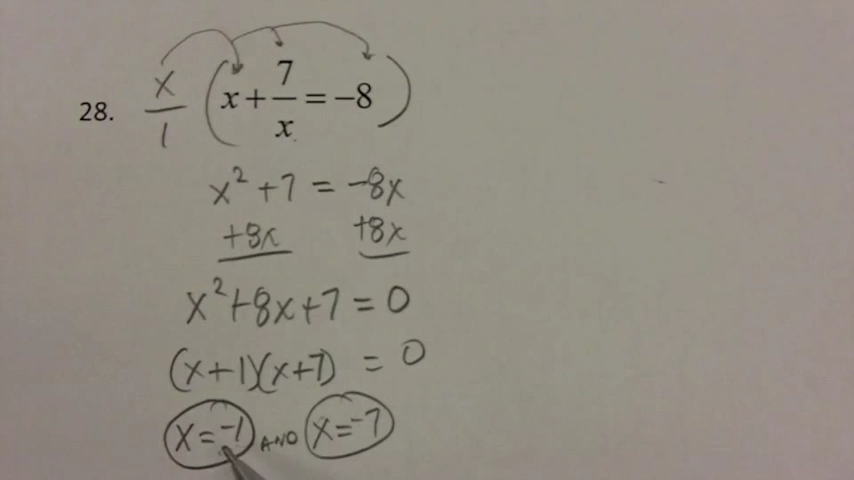 28. x/1 (x + 7/x = -8)
x² + 7 = -8x
+8x +8x
x² + 8x + 7 = 0
(x+1)(x+7) = 0
x = -1 AND x = -7